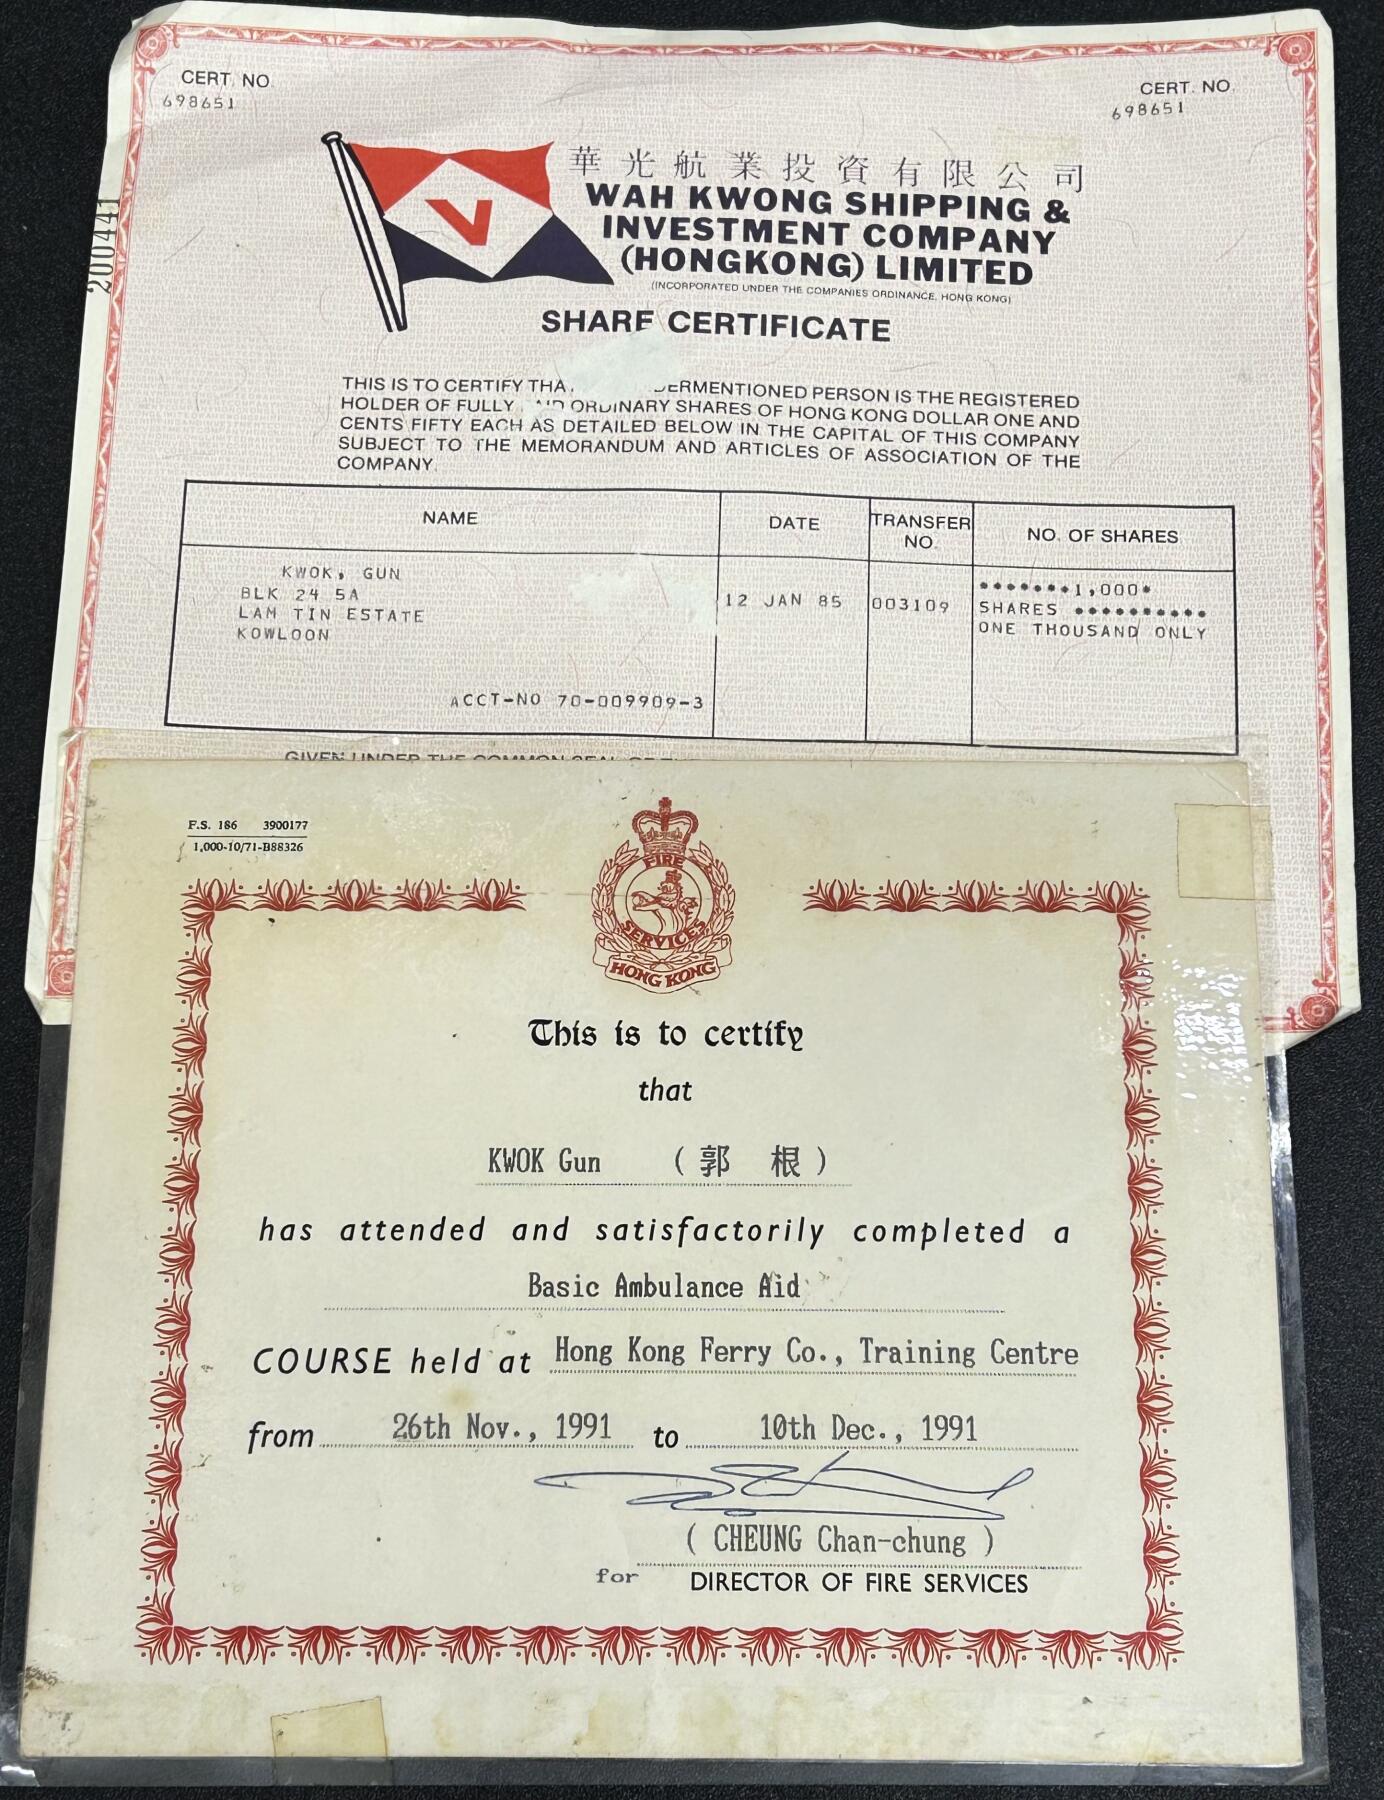 CERT. NO.
698651
CERT. NO.
698651
200441
V
華光航業投資有限公司
WAH KWONG SHIPPING &
INVESTMENT COMPANY
(HONGKONG) LIMITED
(INCORPORATED UNDER THE COMPANIES ORDINANCE, HONG KONG)
SHARE CERTIFICATE
THIS IS TO CERTIFY THA ERMENTIONED PERSON IS THE REGISTERED
HOLDER OF FULLY ORDINARY SHARES OF HONG KONG DOLLAR ONE AND
CENTS FIFTY EACH AS DETAILED BELOW IN THE CAPITAL OF THIS COMPANY
SUBJECT TO THE MEMORANDUM AND ARTICLES OF ASSOCIATION OF THE
COMPANY.
NAME DATE TRANSFER NO. NO. OF SHARES
KWOK, GUN
BLK 24 5A
LAM TIN ESTATE
KOWLOON
ACCT-NO 70-009909-3
12 JAN 85
003109
*******1,000*
SHARES **********
ONE THOUSAND ONLY
GIVEN UNDER THE COMMON SEAL OF
F.S. 186 3900177
1,000-10/71-B88326
FIRE
SERVICES
HONG KONG
This is to certify
that
KWOK Gun (郭 根)
has attended and satisfactorily completed a
Basic Ambulance Aid
COURSE held at Hong Kong Ferry Co., Training Centre
from 26th Nov., 1991 to 10th Dec., 1991
( CHEUNG Chan-chung )
for DIRECTOR OF FIRE SERVICES